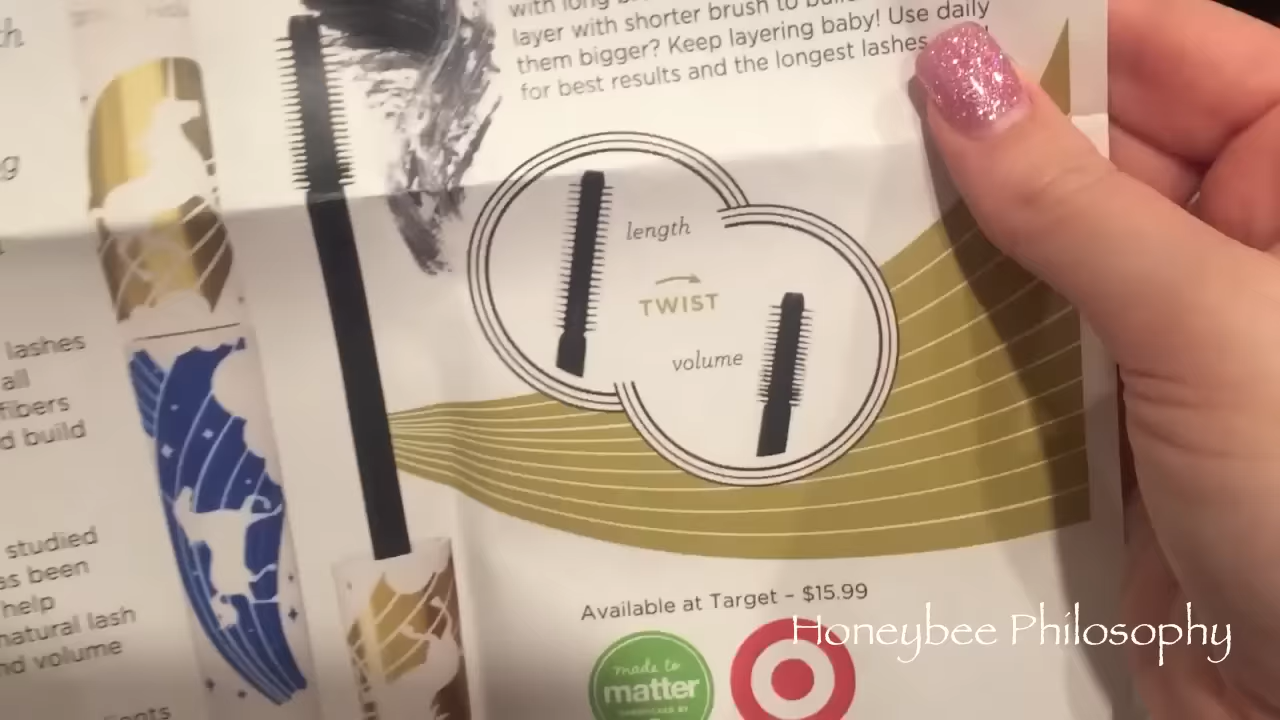 with long
layer with shorter brush to
them bigger? Keep layering baby! Use daily
for best results and the longest lashes
length
TWIST
volume
lashes
all
fibers
d build
studied
as been
help
natural lash
nd volume
Available at Target – $15.99
made to
matter
Honeybee Philosophy